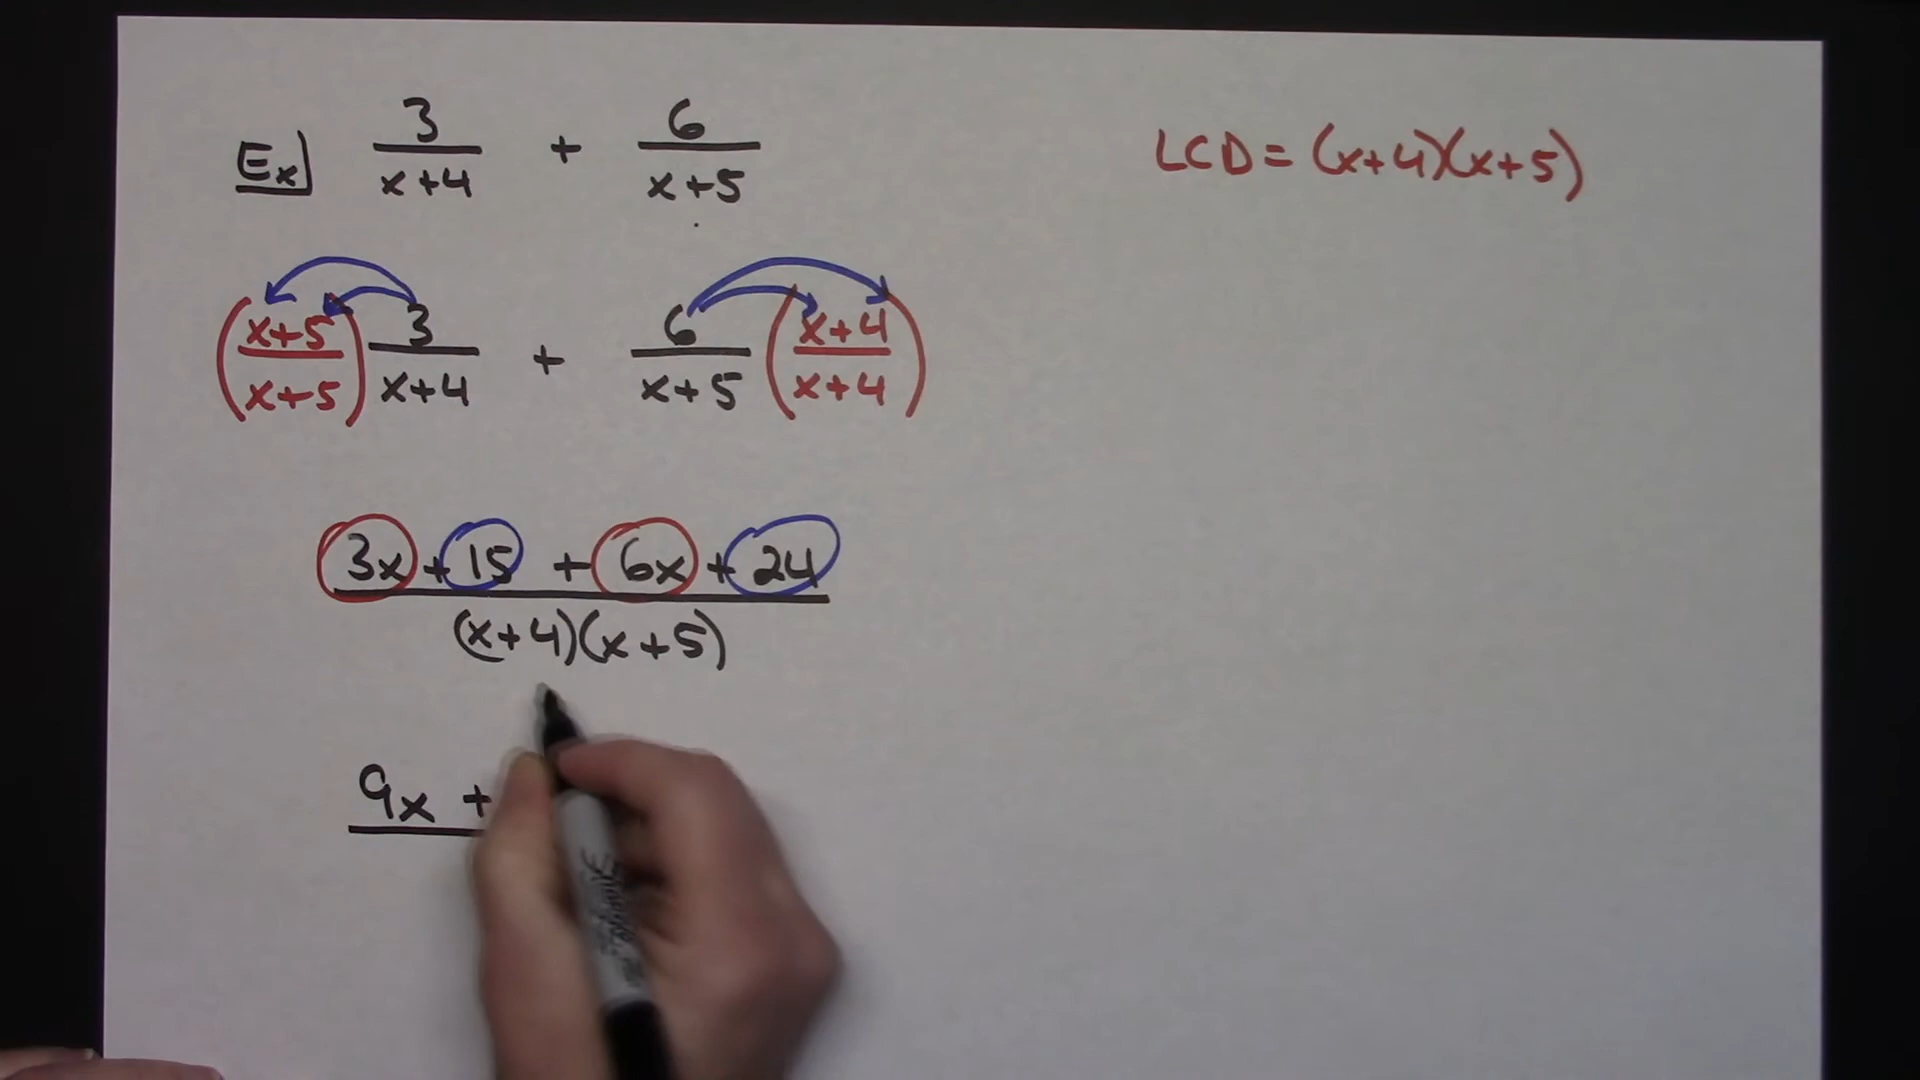 Ex) 3/(x+4) + 6/(x+5)
LCD = (x+4)(x+5)
((x+5)/(x+5)) 3/(x+4) + 6/(x+5) ((x+4)/(x+4))
3x + 15 + 6x + 24
(x+4)(x+5)
9x +
Sharpie